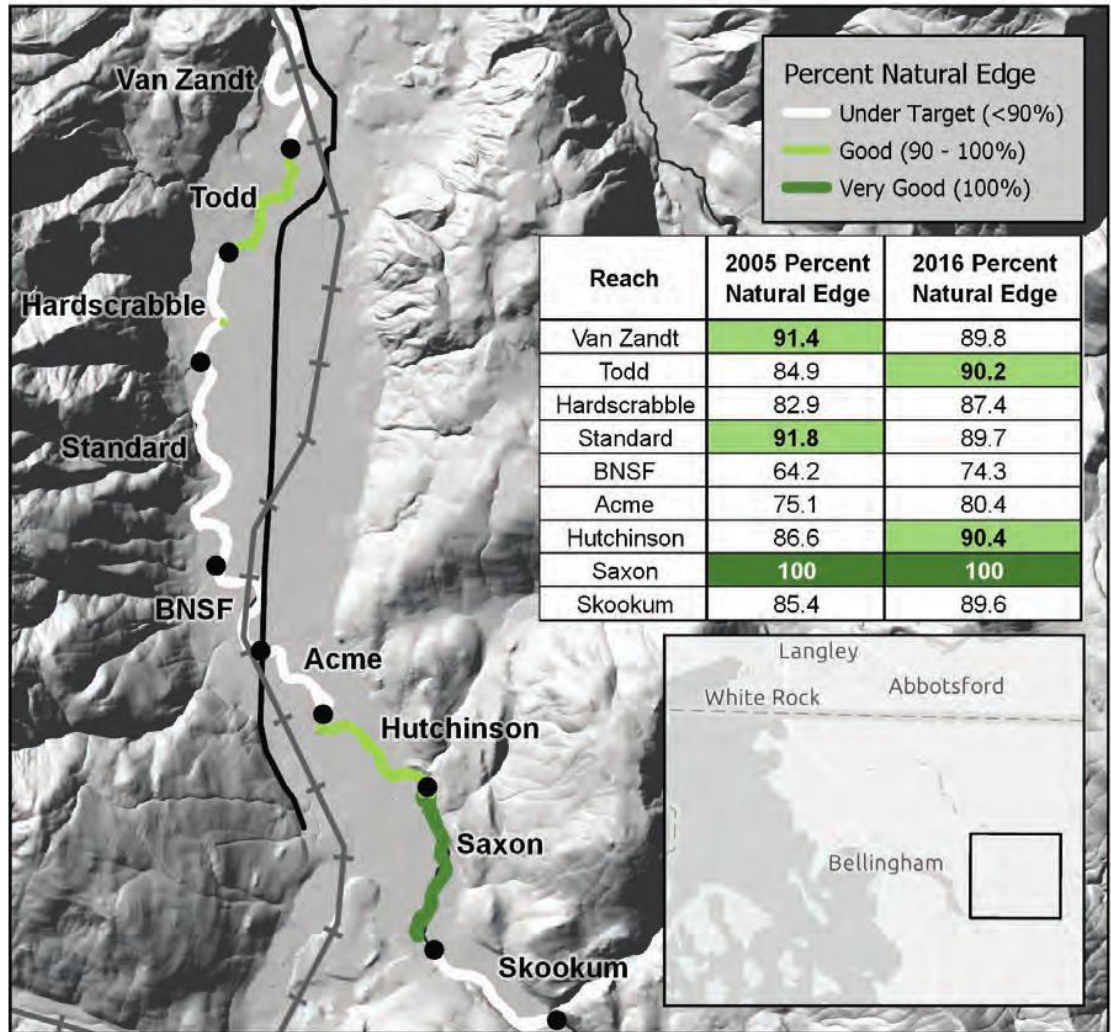 Van Zandt
Todd
Hardscrabble
Standard
BNSF
Acme
Hutchinson
Saxon
Skookum
Percent Natural Edge
Under Target (<90%)
Good (90 - 100%)
Very Good (100%)
Reach 2005 Percent Natural Edge 2016 Percent Natural Edge
Van Zandt 91.4 89.8
Todd 84.9 90.2
Hardscrabble 82.9 87.4
Standard 91.8 89.7
BNSF 64.2 74.3
Acme 75.1 80.4
Hutchinson 86.6 90.4
Saxon 100 100
Skookum 85.4 89.6
Langley
White Rock Abbotsford
Bellingham